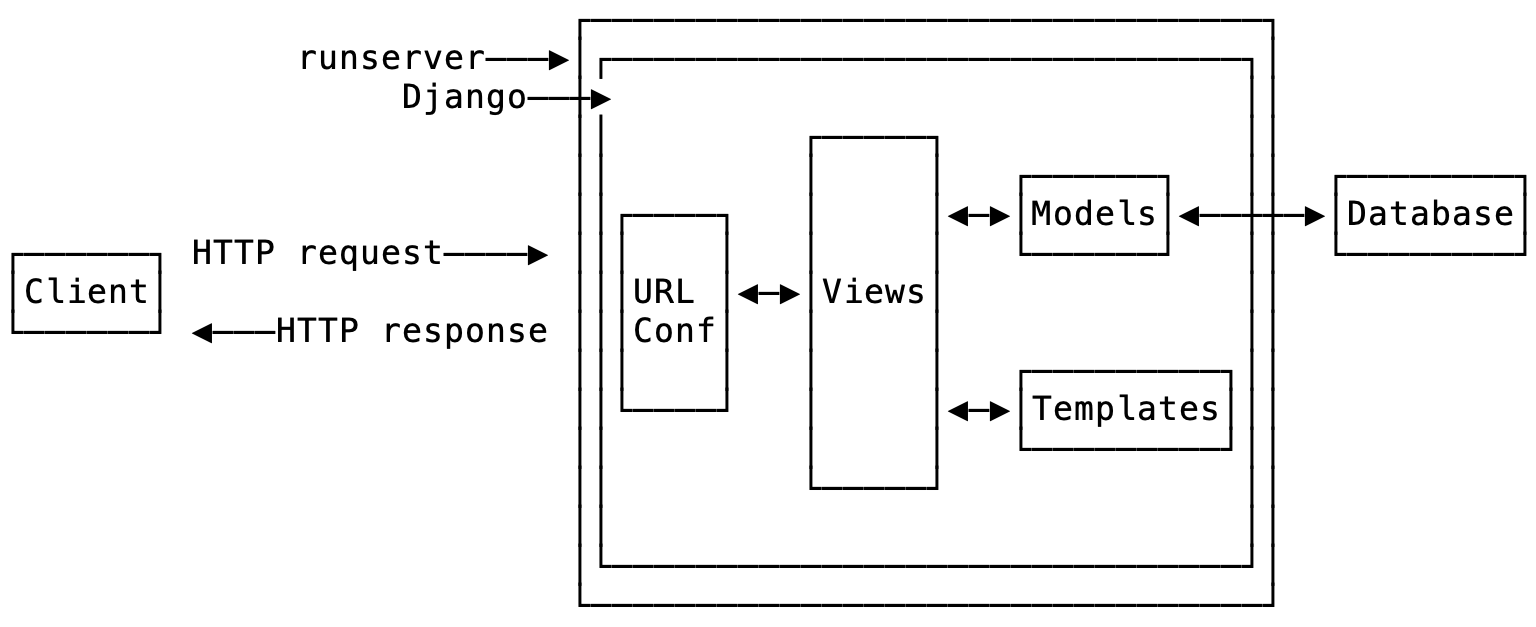 runserver
Django
HTTP request
Client
HTTP response
URL
Conf
Views
Models
Templates
Database